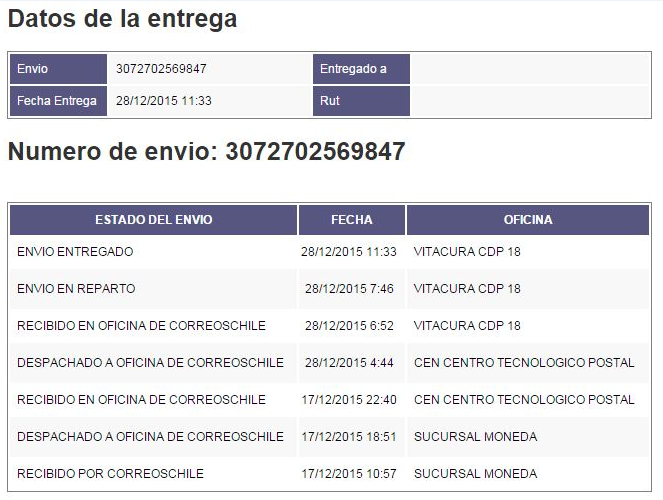 Datos de la entrega
Envio 3072702569847 Entregado a
Fecha Entrega 28/12/2015 11:33 Rut
Numero de envio: 3072702569847
ESTADO DEL ENVIO FECHA OFICINA
ENVIO ENTREGADO 28/12/2015 11:33 VITACURA CDP 18
ENVIO EN REPARTO 28/12/2015 7:46 VITACURA CDP 18
RECIBIDO EN OFICINA DE CORREOSCHILE 28/12/2015 6:52 VITACURA CDP 18
DESPACHADO A OFICINA DE CORREOSCHILE 28/12/2015 4:44 CEN CENTRO TECNOLOGICO POSTAL
RECIBIDO EN OFICINA DE CORREOSCHILE 17/12/2015 22:40 CEN CENTRO TECNOLOGICO POSTAL
DESPACHADO A OFICINA DE CORREOSCHILE 17/12/2015 18:51 SUCURSAL MONEDA
RECIBIDO POR CORREOSCHILE 17/12/2015 10:57 SUCURSAL MONEDA